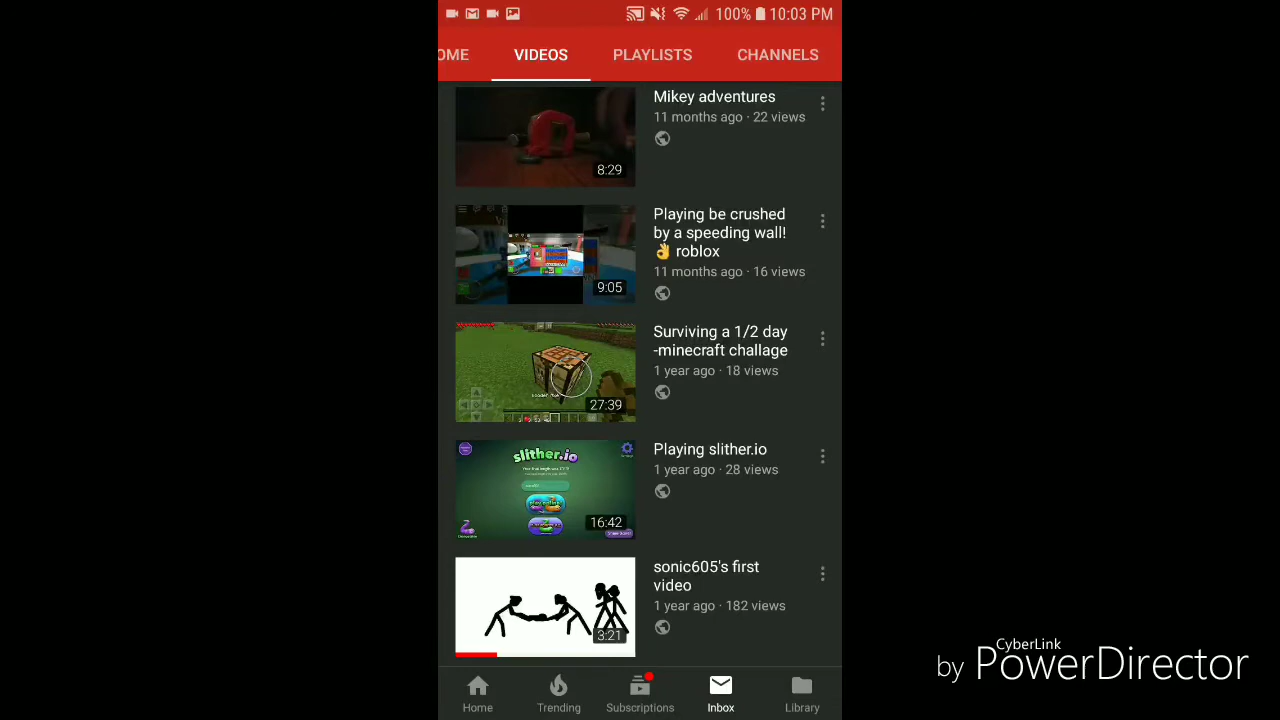 100% 10:03 PM
OME VIDEOS PLAYLISTS CHANNELS
Mikey adventures
11 months ago · 22 views
8:29
Playing be crushed
by a speeding wall!
👌 roblox
11 months ago · 16 views
9:05
Surviving a 1/2 day
-minecraft challage
1 year ago · 18 views
27:39
Playing slither.io
1 year ago · 28 views
slither.io
16:42
sonic605's first
video
1 year ago · 182 views
3:21
Home Trending Subscriptions Inbox Library
CyberLink
by PowerDirector